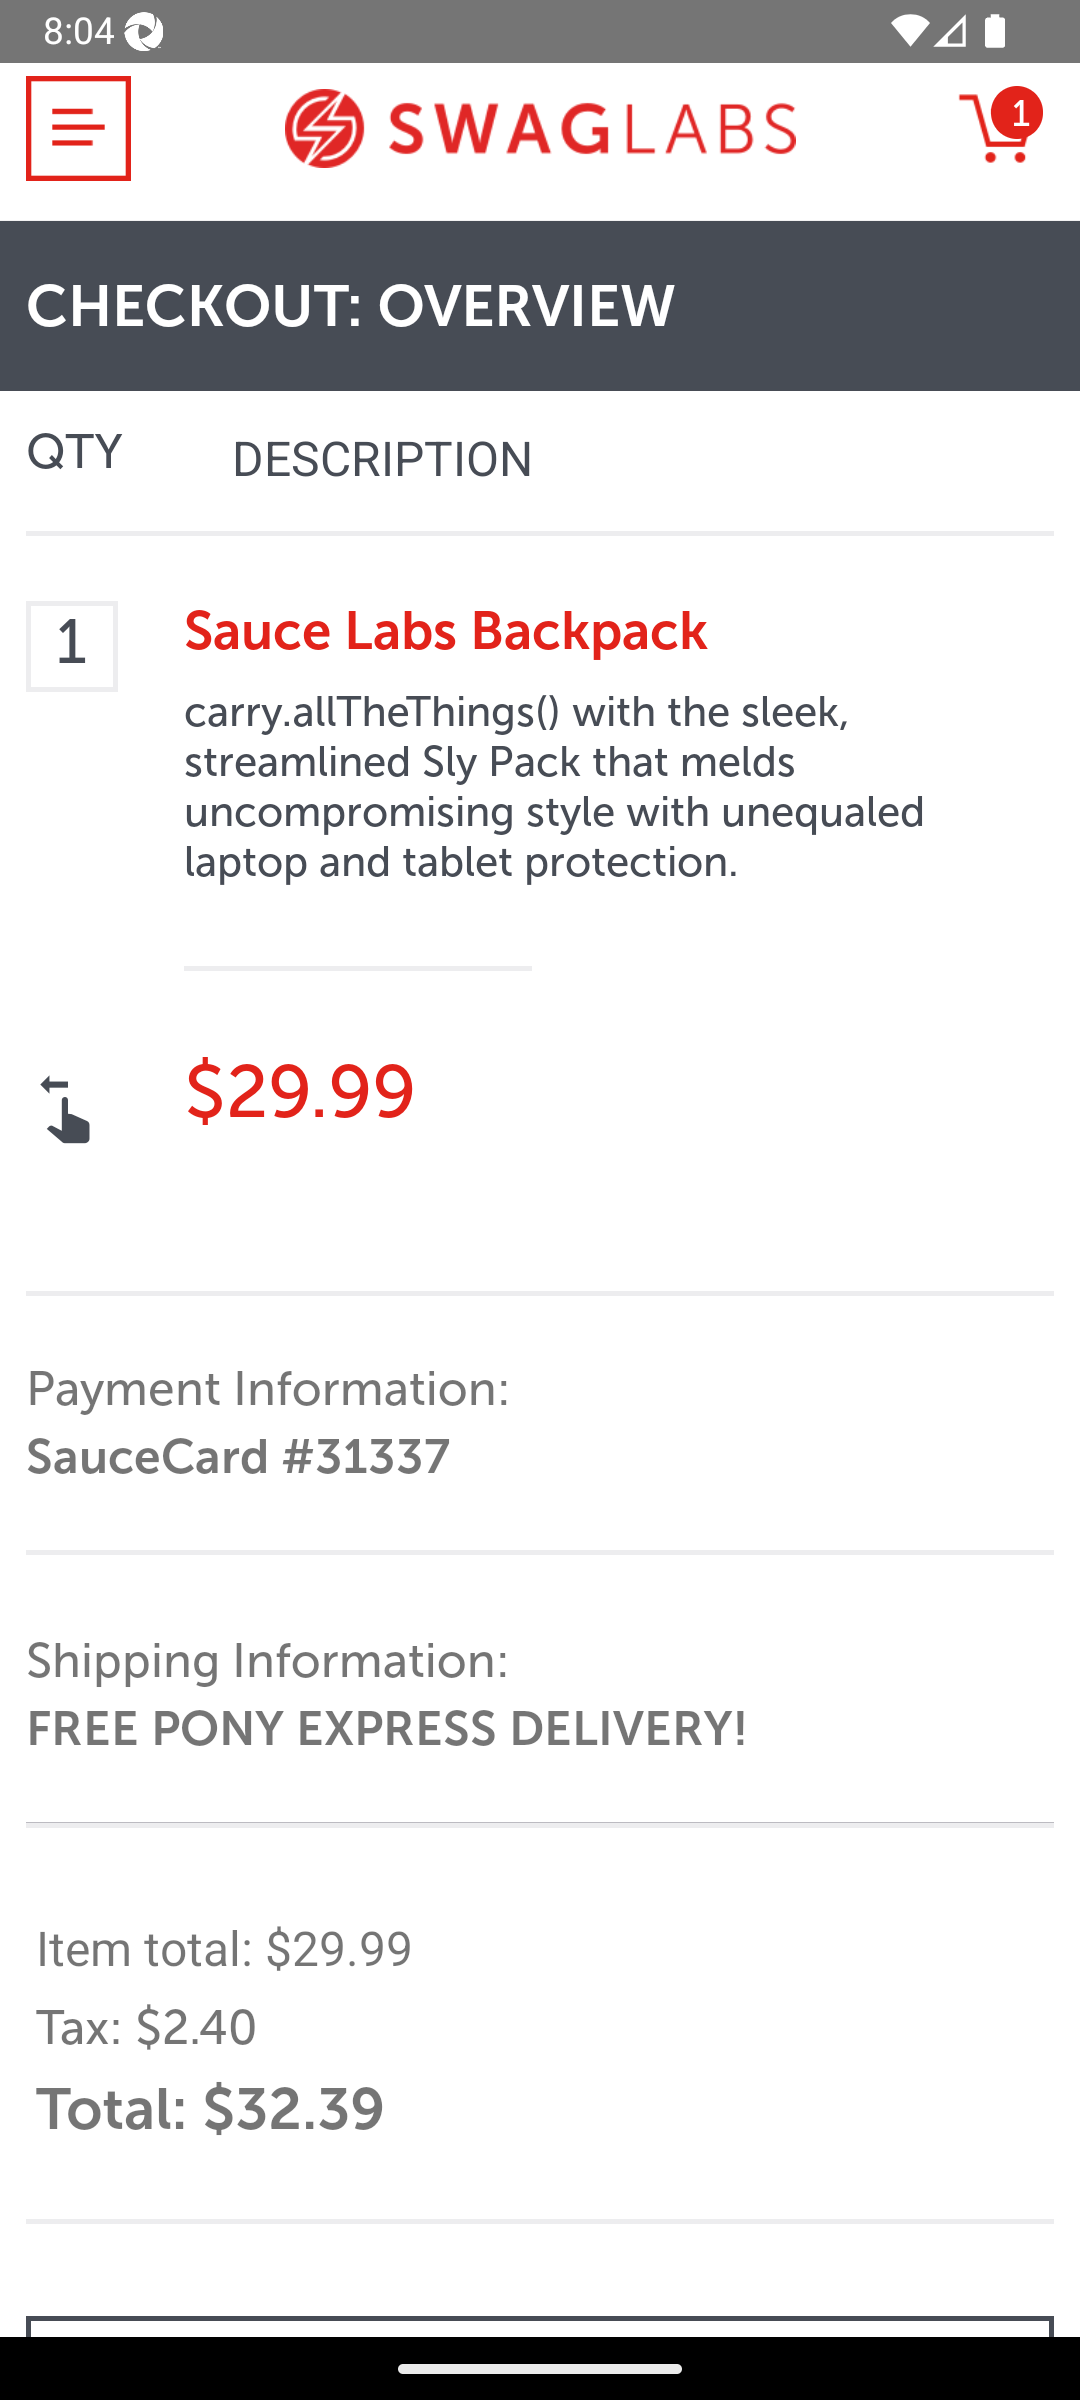 8:04
SWAGLABS
1
CHECKOUT: OVERVIEW
QTY DESCRIPTION
1
Sauce Labs Backpack
carry.allTheThings() with the sleek,
streamlined Sly Pack that melds
uncompromising style with unequaled
laptop and tablet protection.
$29.99
Payment Information:
SauceCard #31337
Shipping Information:
FREE PONY EXPRESS DELIVERY!
Item total: $29.99
Tax: $2.40
Total: $32.39